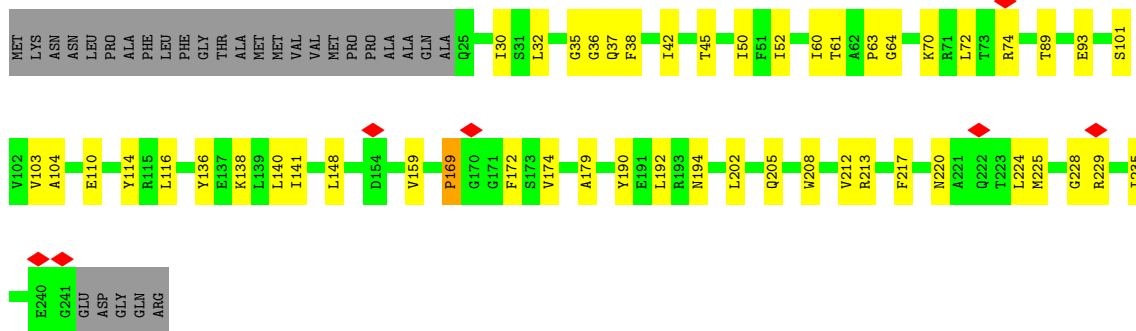 MET LYS ASN ASN LEU PRO ALA PHE LEU PHE GLY THR ALA MET MET VAL VAL MET PRO PRO ALA ALA GLN ALA Q25 I30 S31 L32 G35 G36 Q37 F38 I42 T45 I50 F51 I52 I60 T61 A62 P63 G64 K70 R71 L72 T73 R74 T89 E93 S101
V102 V103 A104 E110 Y114 R115 L116 Y136 E137 K138 L139 L140 I141 L148 D154 V159 P169 G170 G171 F172 S173 V174 A179 Y190 E191 L192 R193 N194 L202 Q205 W208 V212 R213 F217 N220 A221 Q222 T223 L224 M225 G228 R229
E240 G241 GLU ASP GLY GLN ARG